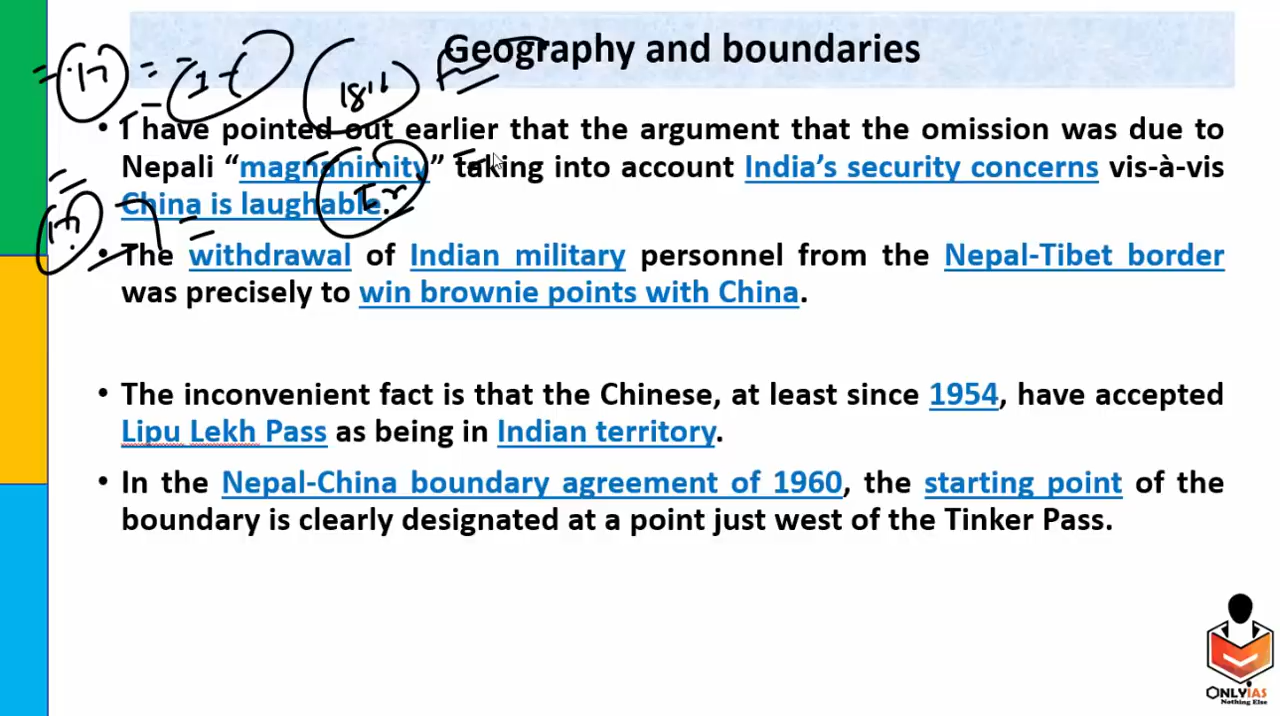 Geography and boundaries
• I have pointed out earlier that the argument that the omission was due to
Nepali “magnanimity” taking into account India’s security concerns vis-à-vis
China is laughable.
• The withdrawal of Indian military personnel from the Nepal-Tibet border
was precisely to win brownie points with China.
• The inconvenient fact is that the Chinese, at least since 1954, have accepted
Lipu Lekh Pass as being in Indian territory.
• In the Nepal-China boundary agreement of 1960, the starting point of the
boundary is clearly designated at a point just west of the Tinker Pass.
ONLYIAS
Nothing Else